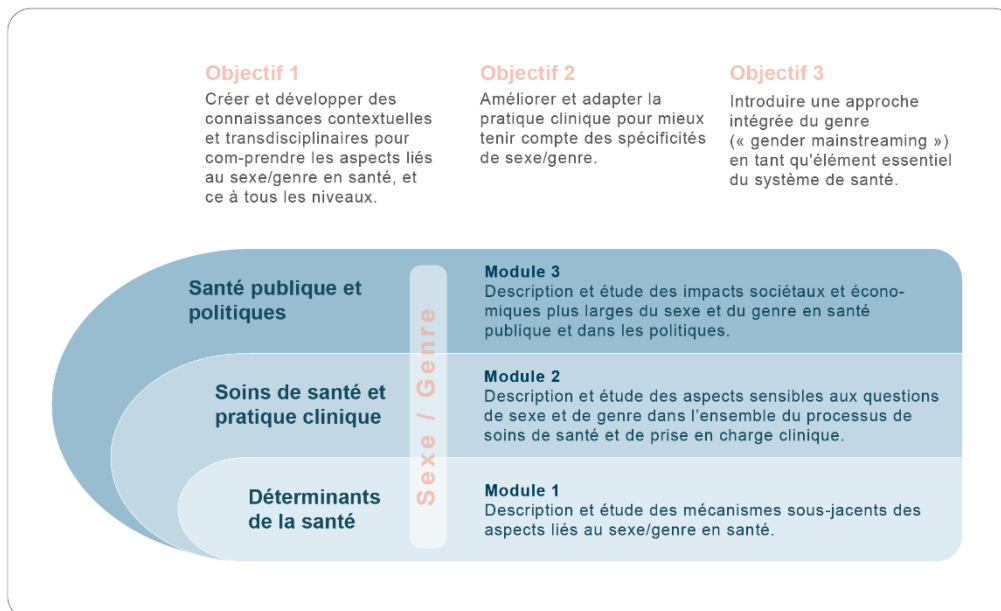 Objectif 1
Créer et développer des
connaissances contextuelles
et transdisciplinaires pour
com-prendre les aspects liés
au sexe/genre en santé, et
ce à tous les niveaux.
Objectif 2
Améliorer et adapter la
pratique clinique pour mieux
tenir compte des spécificités
de sexe/genre.
Objectif 3
Introduire une approche
intégrée du genre
(« gender mainstreaming »)
en tant qu'élément essentiel
du système de santé.
Santé publique et
politiques
Module 3
Description et étude des impacts sociétaux et écono-
miques plus larges du sexe et du genre en santé
publique et dans les politiques.
Soins de santé et
pratique clinique
Module 2
Description et étude des aspects sensibles aux questions
de sexe et de genre dans l’ensemble du processus de
soins de santé et de prise en charge clinique.
Déterminants
de la santé
Module 1
Description et étude des mécanismes sous-jacents des
aspects liés au sexe/genre en santé.
Sexe / Genre